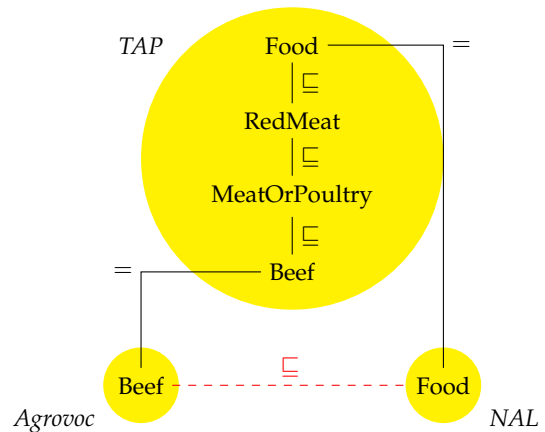 TAP Food =
⊑
RedMeat
⊑
MeatOrPoultry
⊑
= Beef
⊑
Beef Food
Agrovoc NAL